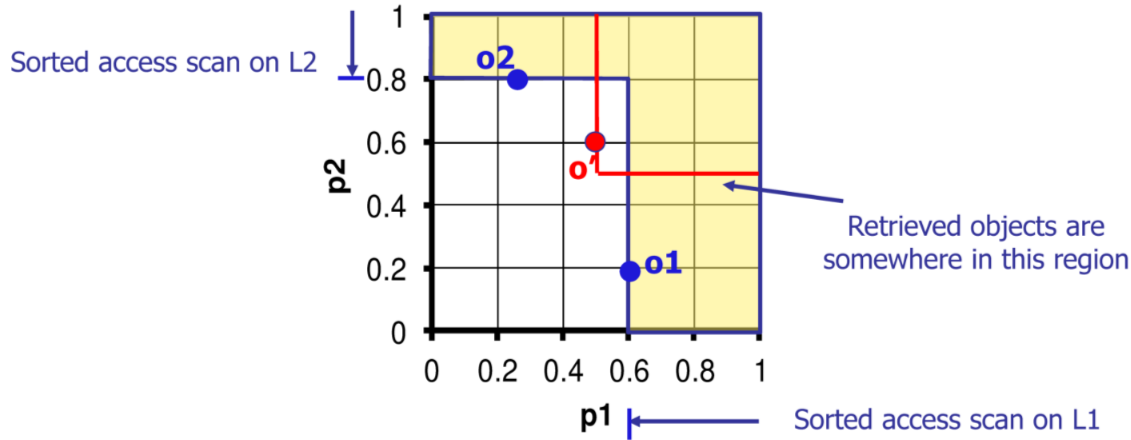 Sorted access scan on L2
1
0.8
0.6
0.4
0.2
0
p2
o2
o’
o1
Retrieved objects are
somewhere in this region
0 0.2 0.4 0.6 0.8 1
p1
Sorted access scan on L1